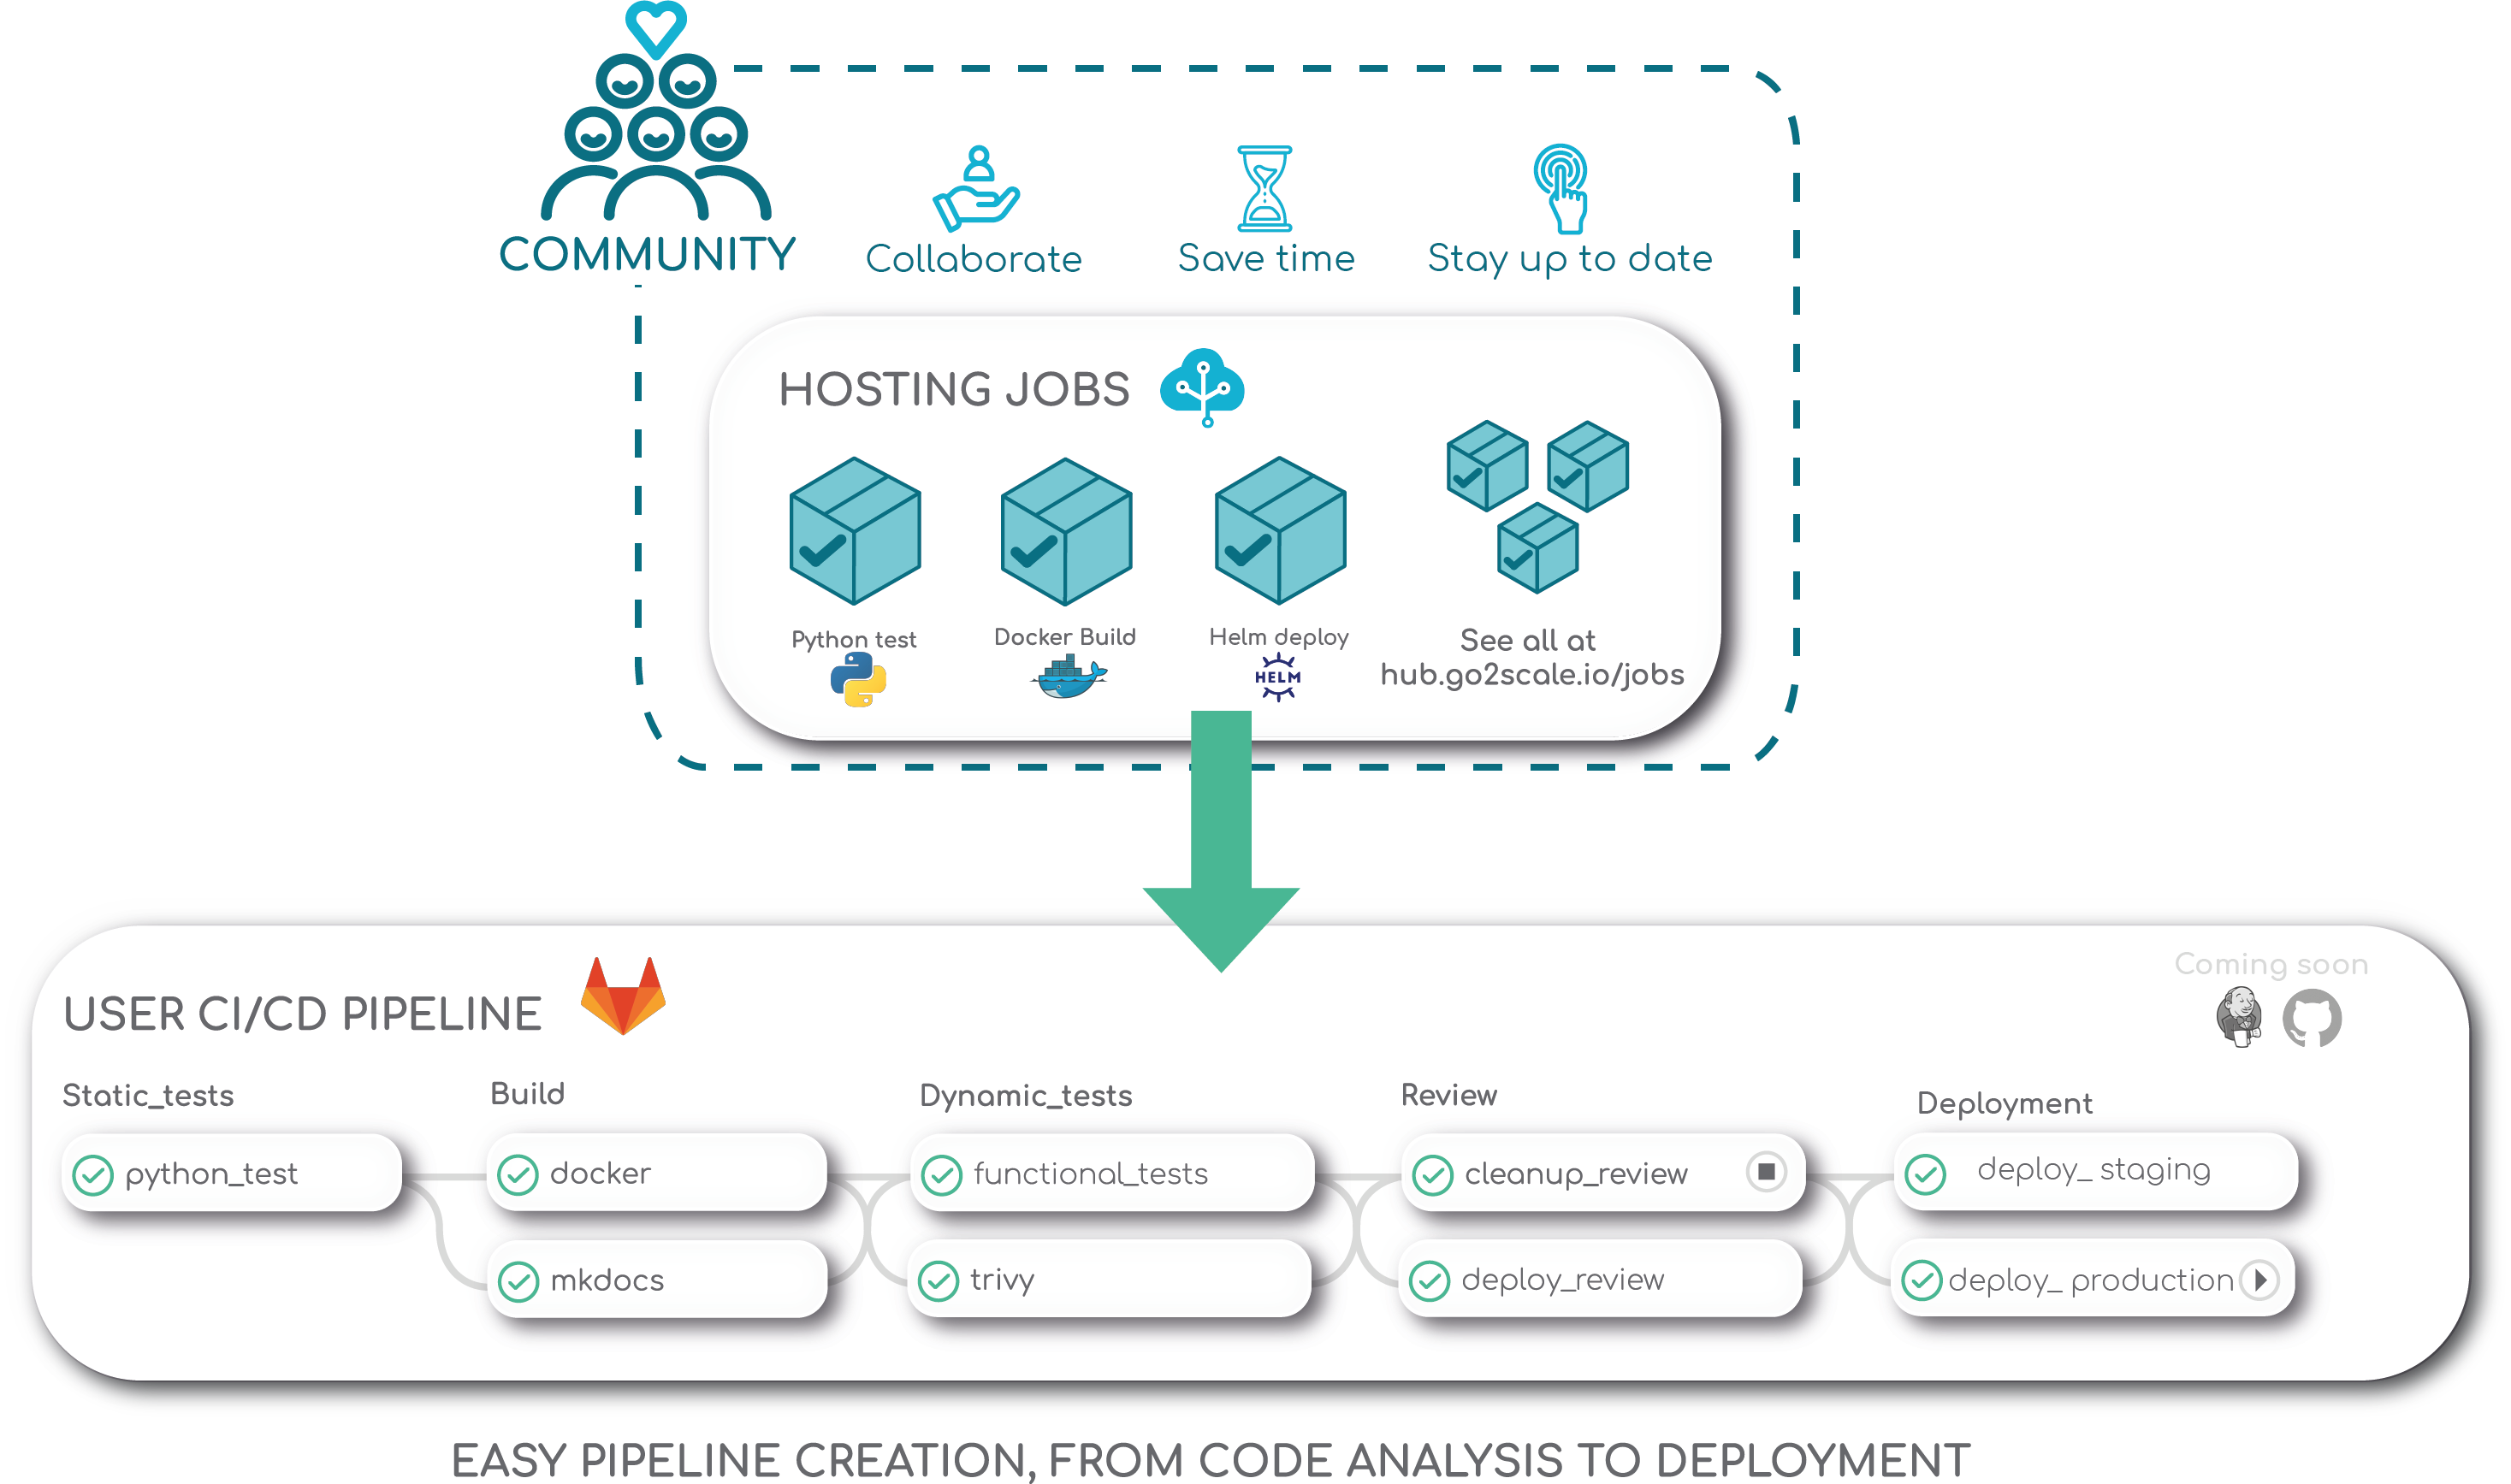 COMMUNITY
Collaborate
Save time
Stay up to date
HOSTING JOBS
Python test
Docker Build
Helm deploy
HELM
See all at
hub.go2scale.io/jobs
USER CI/CD PIPELINE
Coming soon
Static_tests
Build
Dynamic_tests
Review
Deployment
python_test
docker
functional_tests
cleanup_review
deploy_ staging
mkdocs
trivy
deploy_review
deploy_ production
EASY PIPELINE CREATION, FROM CODE ANALYSIS TO DEPLOYMENT